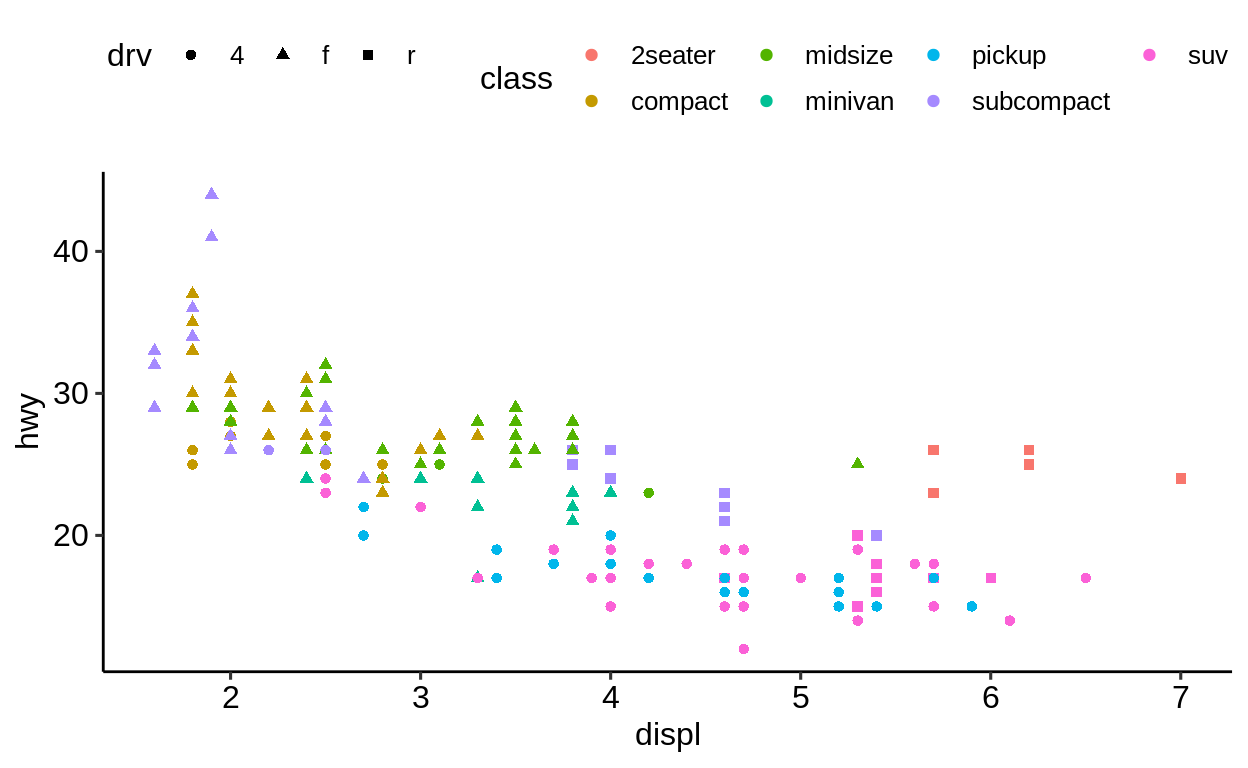 drv 4 f r
class 2seater midsize pickup suv
compact minivan subcompact
40
30
20
hwy
2 3 4 5 6 7
displ